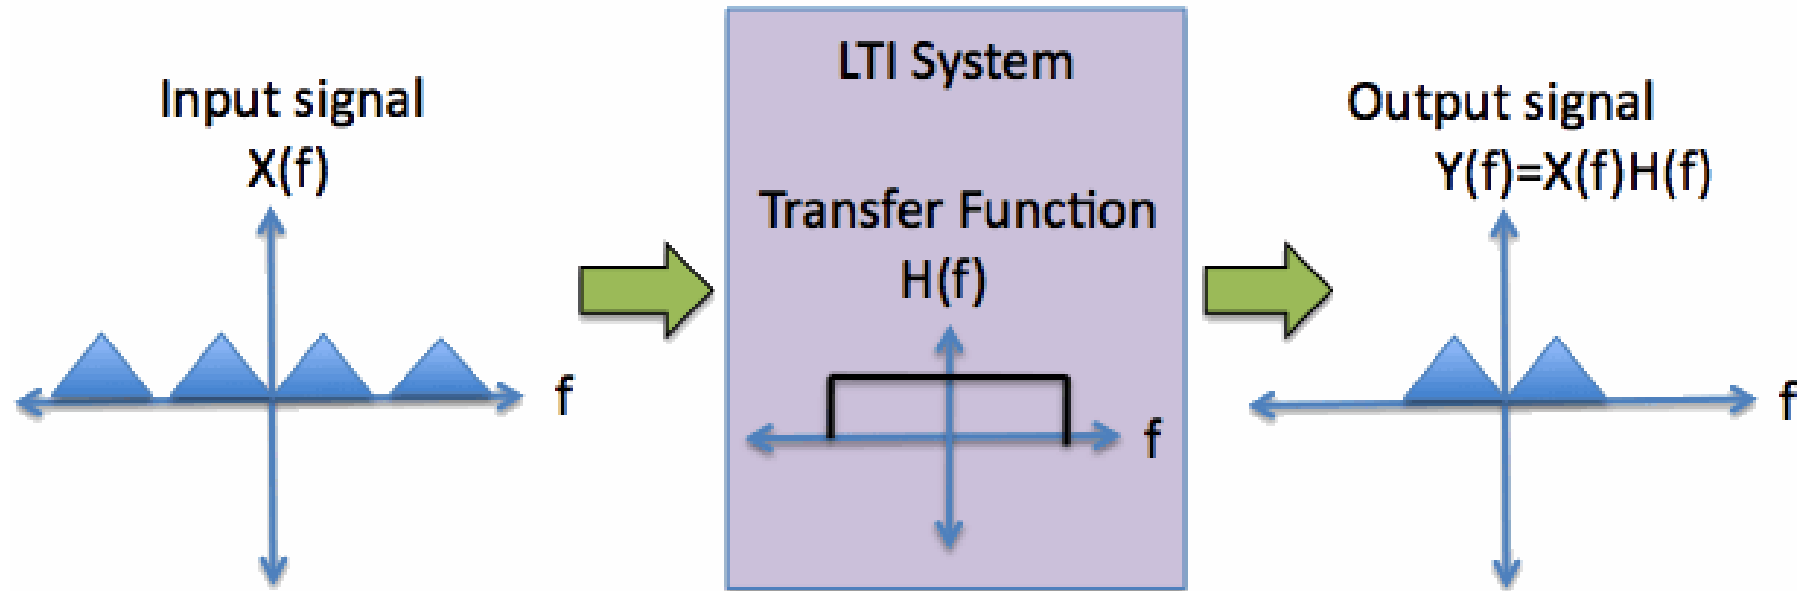 Input signal
X(f)
f
LTI System
Transfer Function
H(f)
f
Output signal
Y(f)=X(f)H(f)
f